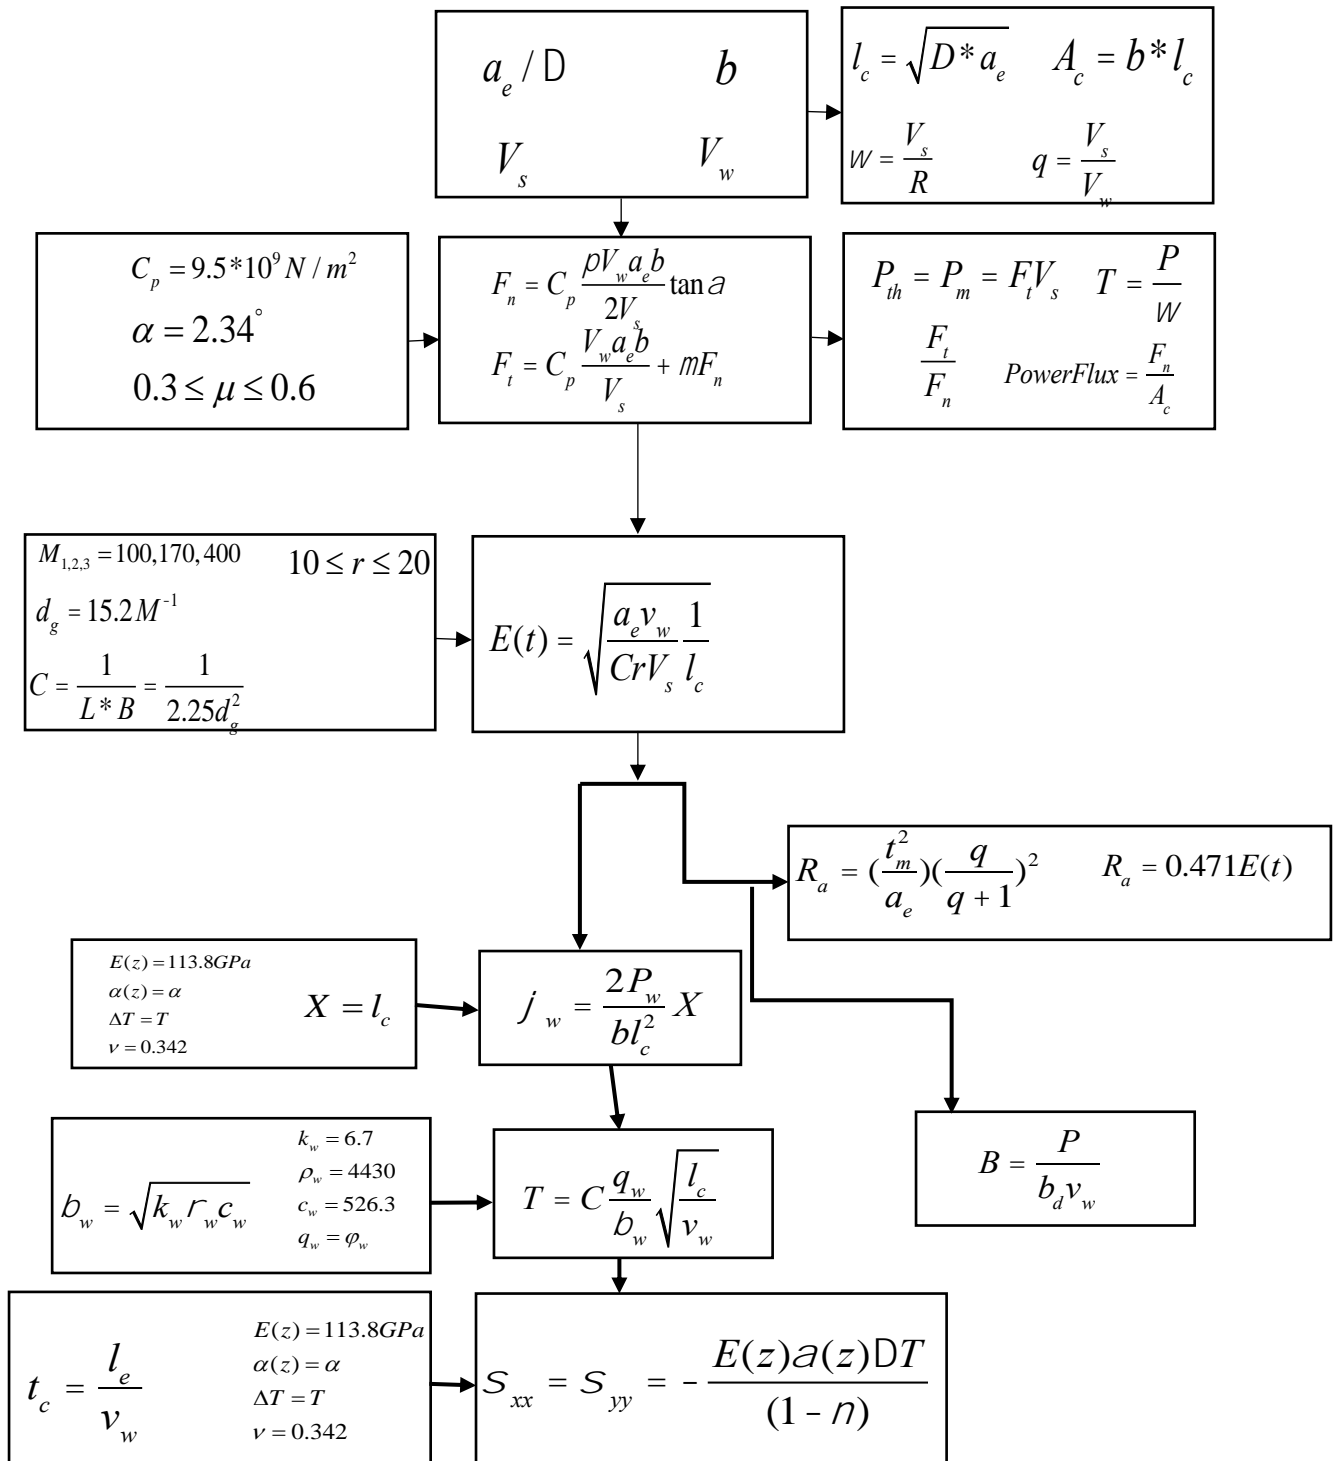 a_e / D b
V_s V_w
l_c = √(D * a_e) A_c = b * l_c
W = V_s/R q = V_s/V_w
C_p = 9.5*10^9 N / m^2
α = 2.34°
0.3 ≤ μ ≤ 0.6
F_n = C_p (pV_w a_e b)/(2V_s) tan a
F_t = C_p (V_w a_e b)/V_s + mF_n
P_th = P_m = F_t V_s T = P/W
F_t/F_n PowerFlux = F_n/A_c
M_1,2,3 = 100,170,400 10 ≤ r ≤ 20
d_g = 15.2M^-1
C = 1/(L * B) = 1/(2.25d_g^2)
E(t) = √((a_e v_w)/(CrV_s) 1/l_c)
R_a = (t_m^2/a_e)(q/(q+1))^2 R_a = 0.471E(t)
E(z) = 113.8GPa
α(z) = α
ΔT = T
ν = 0.342
X = l_c
j_w = (2P_w)/(bl_c^2) X
B = P/(b_d v_w)
b_w = √(k_w r_w c_w)
k_w = 6.7
ρ_w = 4430
c_w = 526.3
q_w = φ_w
T = C (q_w/b_w) √(l_c/v_w)
t_c = l_e/v_w
E(z) = 113.8GPa
α(z) = α
ΔT = T
ν = 0.342
S_xx = S_yy = - (E(z)a(z)DT)/((1 - n))